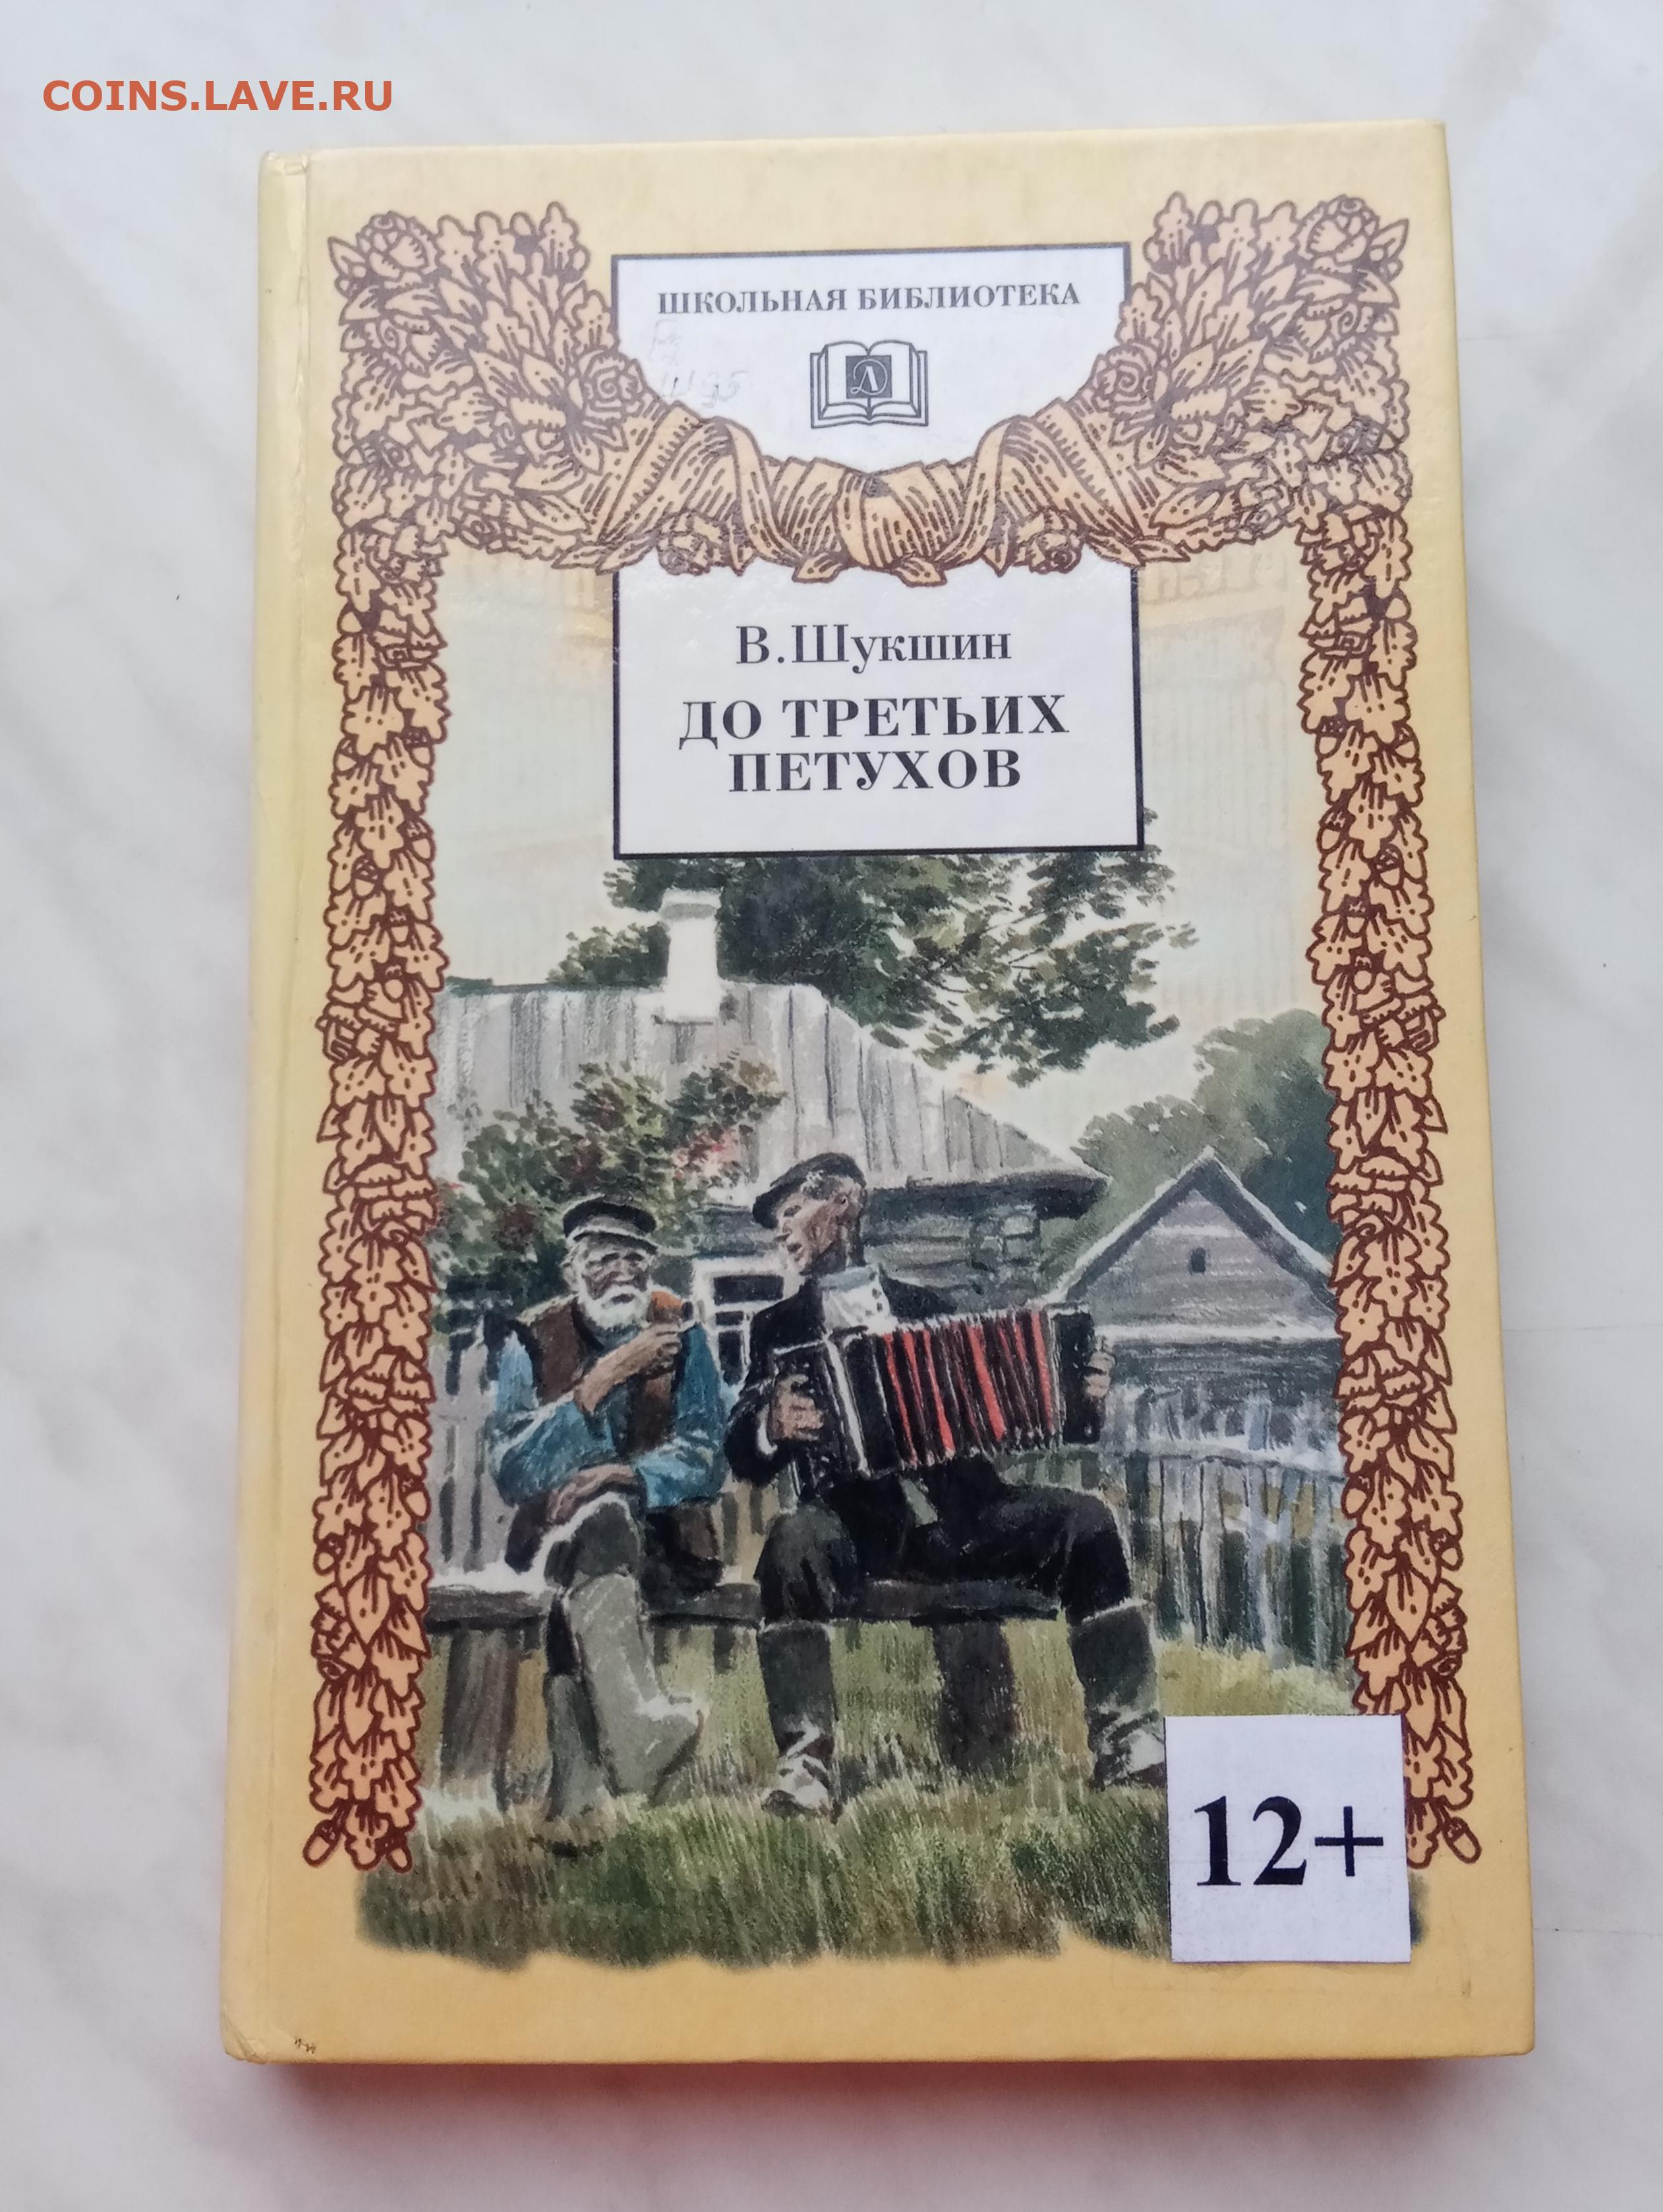 COINS.LAVE.RU
ШКОЛЬНАЯ БИБЛИОТЕКА
Д
В.Шукшин
ДО ТРЕТЬИХ
ПЕТУХОВ
12+